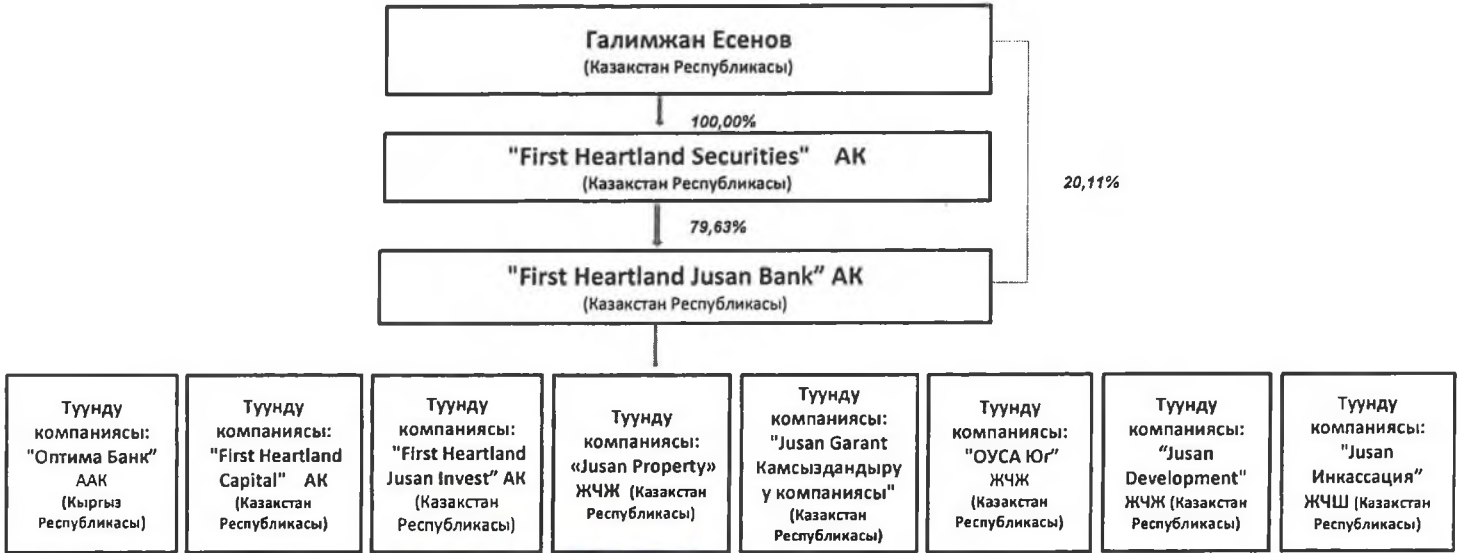 Галимжан Есенов
(Казакстан Республикасы)
100,00%
"First Heartland Securities" АК
(Казакстан Республикасы)
20,11%
79,63%
"First Heartland Jusan Bank” АК
(Казакстан Республикасы)
Туунду
компаниясы:
"Оптима Банк”
ААК
(Кыргыз
Республикасы)
Туунду
компаниясы:
"First Heartland
Capital" АК
(Казакстан
Республикасы)
Туунду
компаниясы:
"First Heartland
Jusan Invest” АК
(Казакстан
Республикасы)
Туунду
компаниясы:
«Jusan Property»
ЖЧЖ (Казакстан
Республикасы)
Туунду
компаниясы:
"Jusan Garant
Камсыздандыру
у компаниясы"
(Казакстан
Республикасы)
Туунду
компаниясы:
"ОУСА Юг”
ЖЧЖ
(Казакстан
Республикасы)
Туунду
компаниясы:
“Jusan
Development"
ЖЧЖ (Казакстан
Республикасы)
Туунду
компаниясы:
"Jusan
Инкассация”
ЖЧШ (Казакстан
Республикасы)